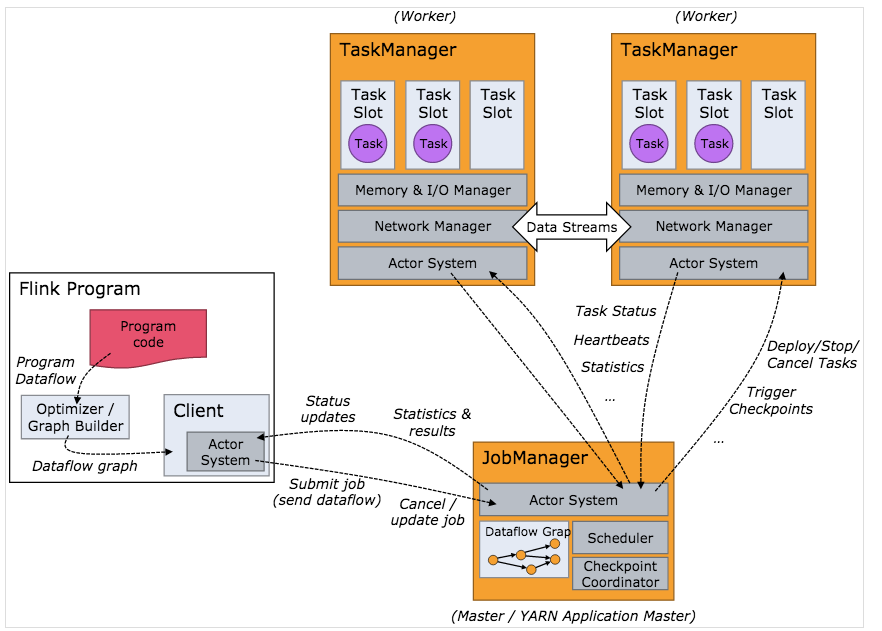 (Worker)
(Worker)
TaskManager
Task
Slot
Task
Task
Slot
Task
Task
Slot
Memory & I/O Manager
Network Manager
Actor System
TaskManager
Task
Slot
Task
Task
Slot
Task
Task
Slot
Memory & I/O Manager
Network Manager
Actor System
Data Streams
Flink Program
Program
code
Program
Dataflow
Optimizer /
Graph Builder
Dataflow graph
Client
Actor
System
Status
updates
Statistics &
results
Submit job
(send dataflow)
Cancel /
update job
Task Status
Heartbeats
Statistics
...
Deploy/Stop/
Cancel Tasks
Trigger
Checkpoints
...
JobManager
Actor System
Dataflow Grap
Scheduler
Checkpoint
Coordinator
(Master / YARN Application Master)